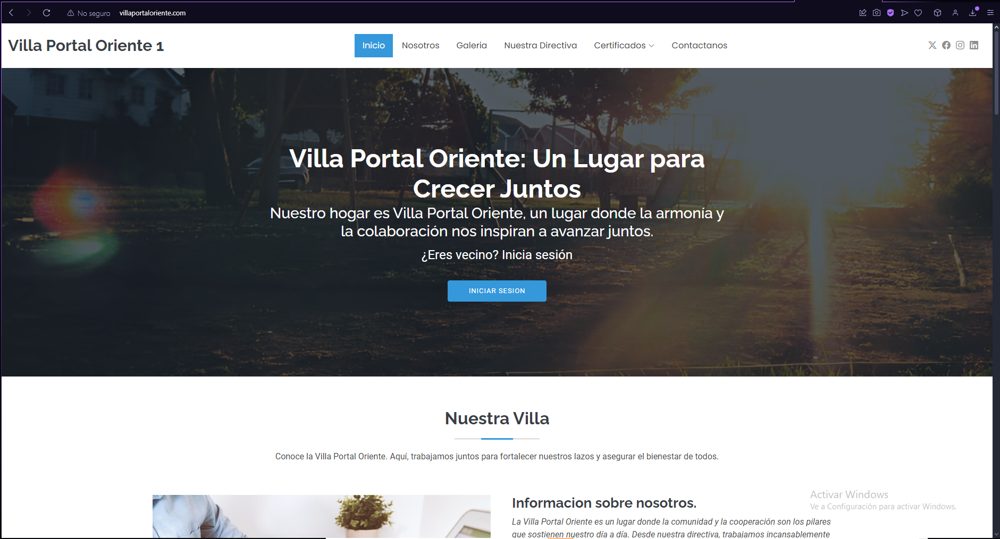 No seguro villaportaloriente.com
Villa Portal Oriente 1
Inicio Nosotros Galeria Nuestra Directiva Certificados Contactanos
Villa Portal Oriente: Un Lugar para
Crecer Juntos
Nuestro hogar es Villa Portal Oriente, un lugar donde la armonía y
la colaboración nos inspiran a avanzar juntos.
¿Eres vecino? Inicia sesión
INICIAR SESION
Nuestra Villa
Conoce la Villa Portal Oriente. Aquí, trabajamos juntos para fortalecer nuestros lazos y asegurar el bienestar de todos.
Informacion sobre nosotros.
La Villa Portal Oriente es un lugar donde la comunidad y la cooperación son los pilares
que sostienen nuestro día a día. Desde nuestra directiva, trabajamos incansablemente
Activar Windows
Ve a Configuración para activar Windows.